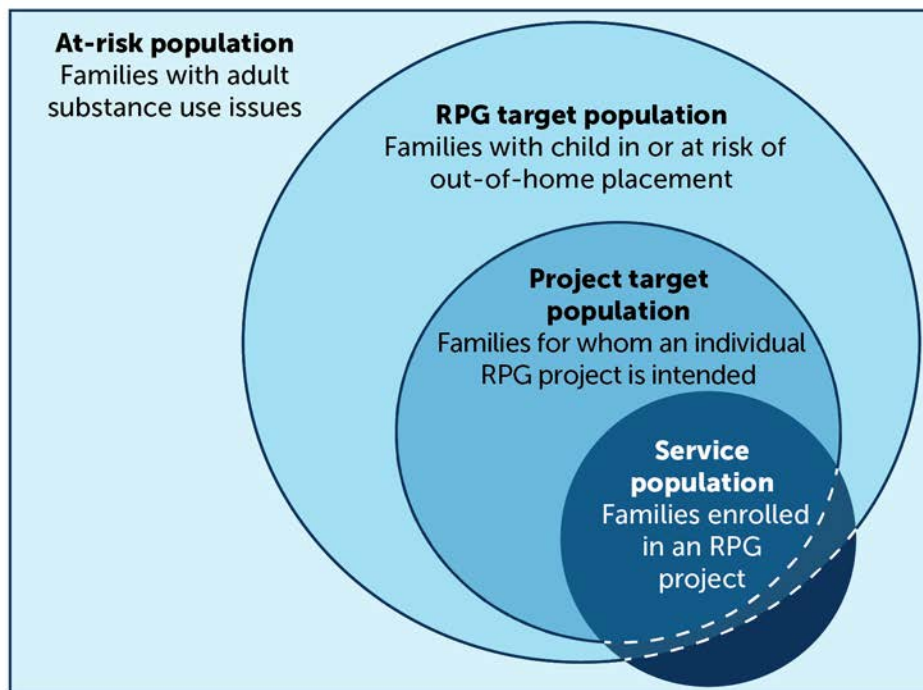 At-risk population
Families with adult
substance use issues
RPG target population
Families with child in or at risk of
out-of-home placement
Project target
population
Families for whom an individual
RPG project is intended
Service
population
Families enrolled
in an RPG
project